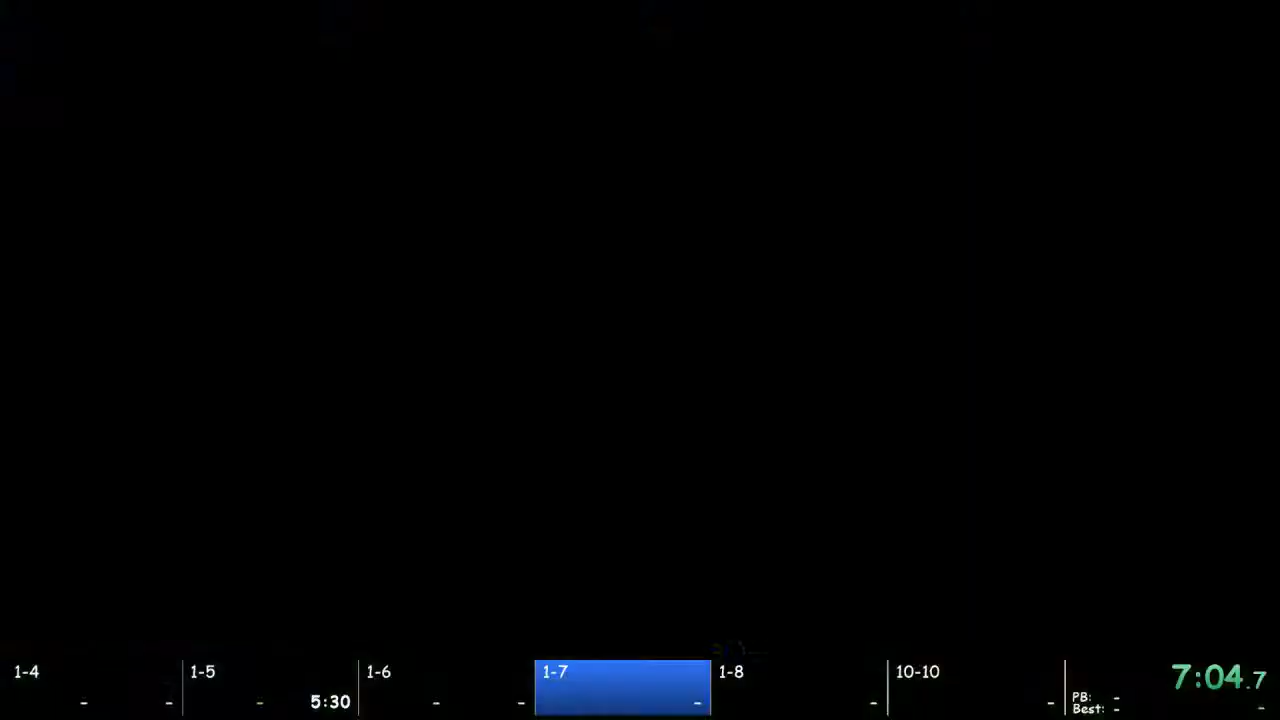 1-4 - -
1-5 - 5:30
1-6 - -
1-7 -
1-8 -
10-10 -
PB: -
Best: -
7:04.7
-